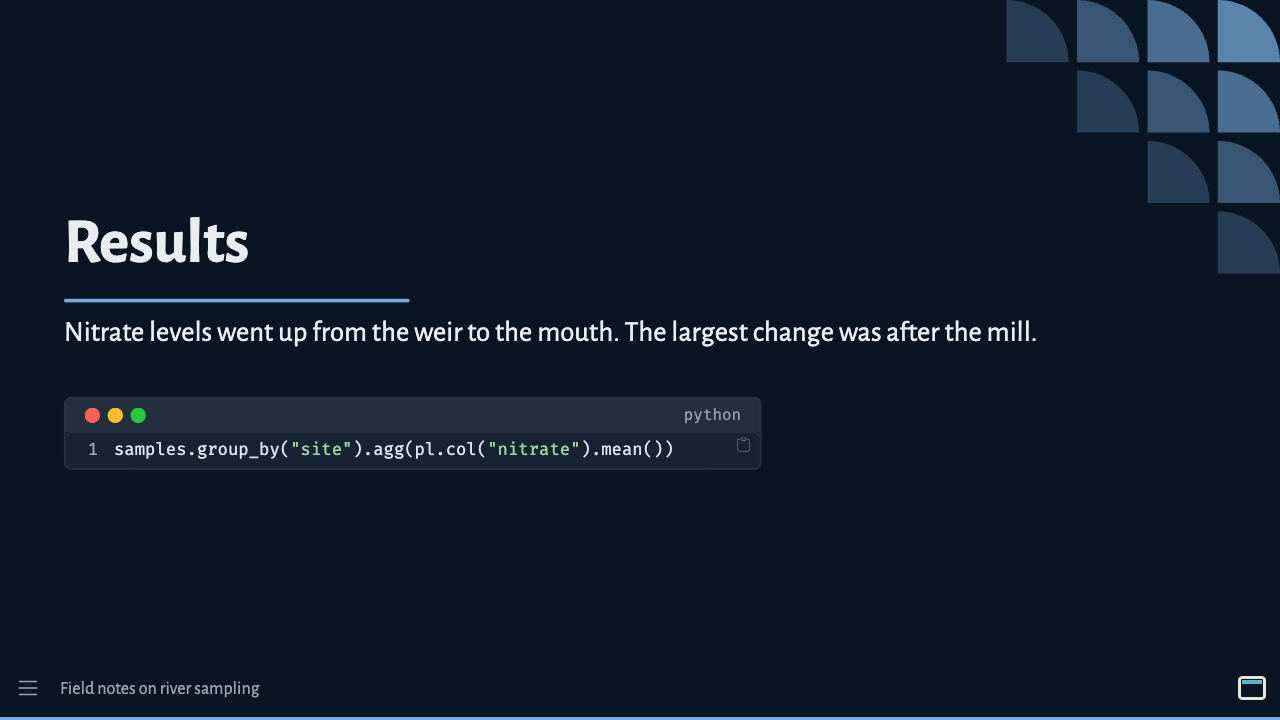 Results
Nitrate levels went up from the weir to the mouth. The largest change was after the mill.
python
1 samples.group_by("site").agg(pl.col("nitrate").mean())
Field notes on river sampling